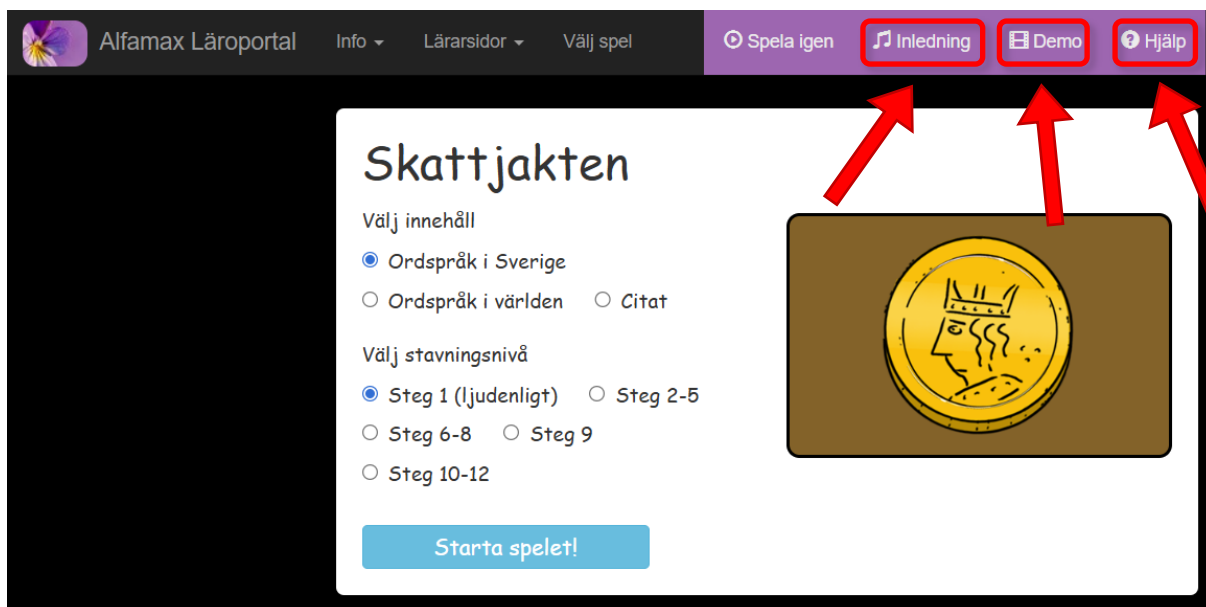 Alfamax Läroportal Info Lärarsidor Välj spel Spela igen Inledning Demo Hjälp
Skattjakten
Välj innehåll
Ordspråk i Sverige
Ordspråk i världen Citat
Välj stavningsnivå
Steg 1 (ljudenligt) Steg 2-5
Steg 6-8 Steg 9
Steg 10-12
Starta spelet!